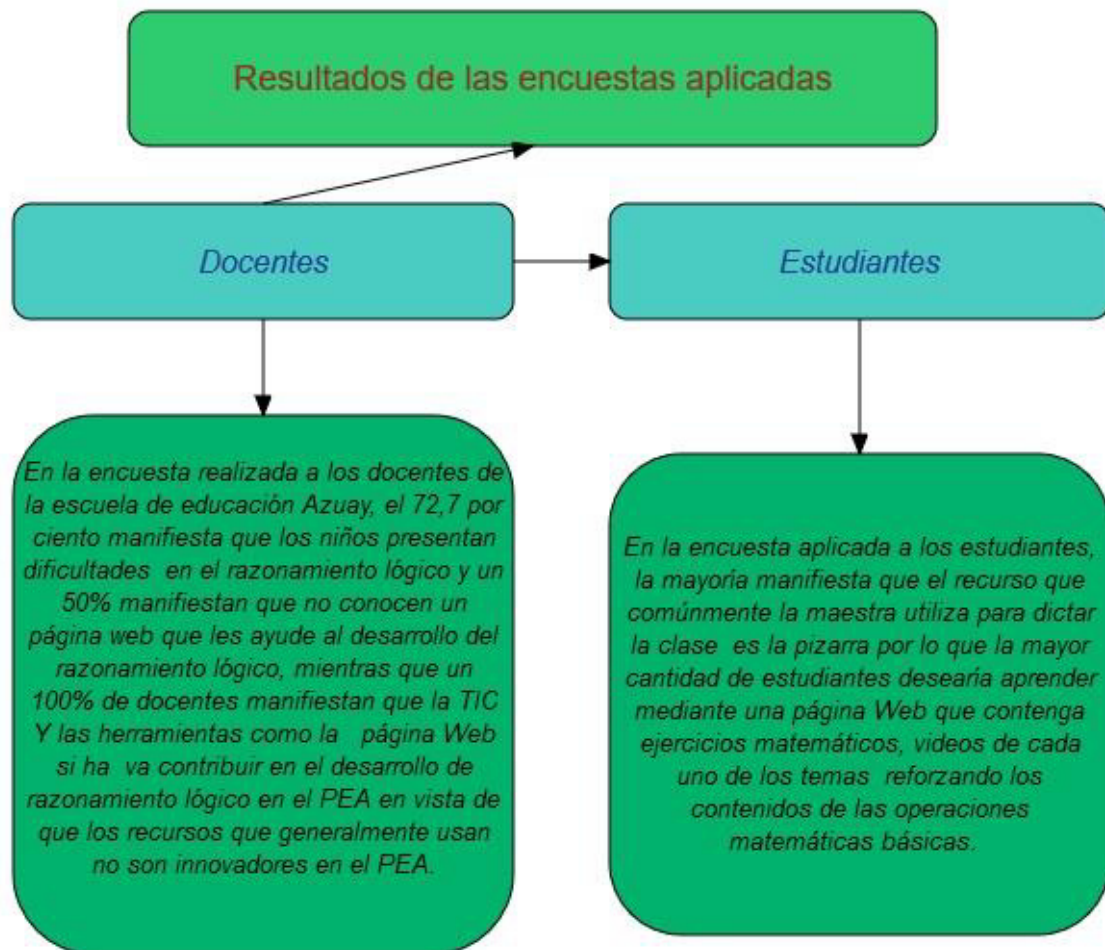 Resultados de las encuestas aplicadas
Docentes
Estudiantes
En la encuesta realizada a los docentes de
la escuela de educación Azuay, el 72,7 por
ciento manifiesta que los niños presentan
dificultades en el razonamiento lógico y un
50% manifiestan que no conocen un
página web que les ayude al desarrollo del
razonamiento lógico, mientras que un
100% de docentes manifiestan que la TIC
Y las herramientas como la página Web
si ha va contribuir en el desarrollo de
razonamiento lógico en el PEA en vista de
que los recursos que generalmente usan
no son innovadores en el PEA.
En la encuesta aplicada a los estudiantes,
la mayoría manifiesta que el recurso que
comúnmente la maestra utiliza para dictar
la clase es la pizarra por lo que la mayor
cantidad de estudiantes desearía aprender
mediante una página Web que contenga
ejercicios matemáticos, videos de cada
uno de los temas reforzando los
contenidos de las operaciones
matemáticas básicas.